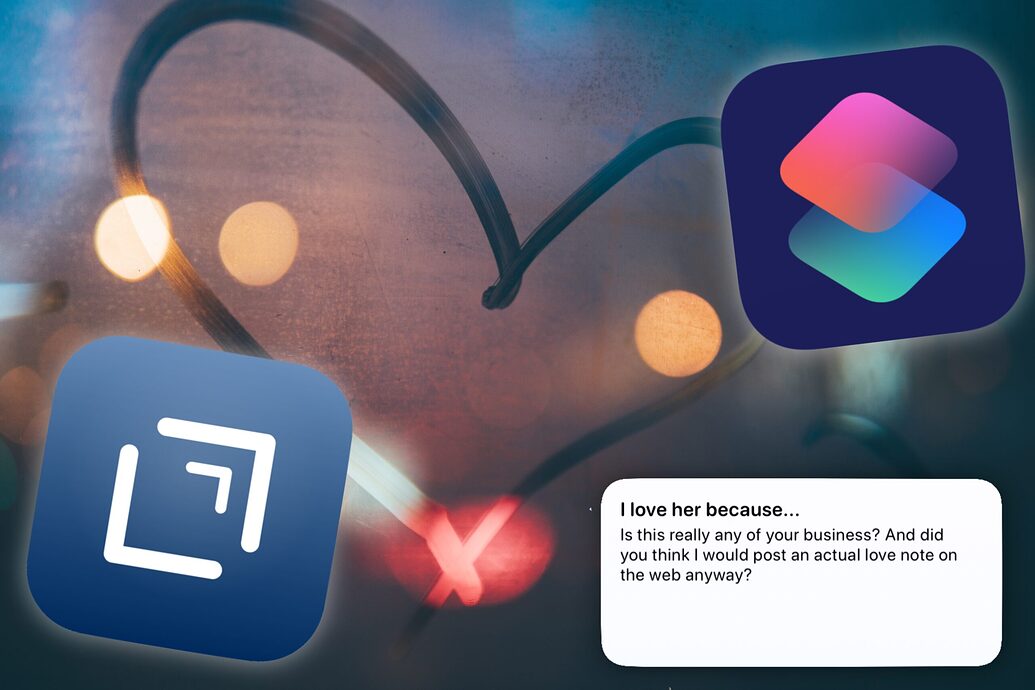 I love her because...
Is this really any of your business? And did
you think I would post an actual love note on
the web anyway?